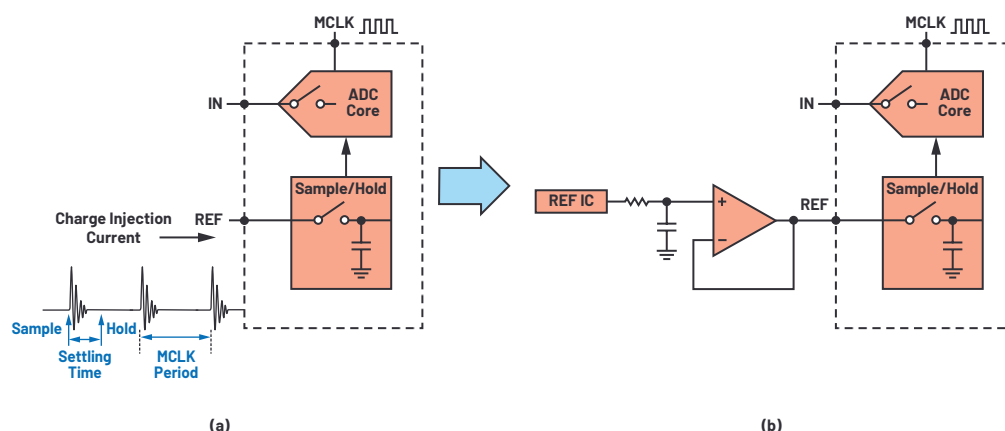 MCLK
IN
ADC
Core
Sample/Hold
Charge Injection
Current
REF
Sample
Hold
Settling
Time
MCLK
Period
(a)
MCLK
IN
ADC
Core
Sample/Hold
REF IC
+
−
REF
(b)